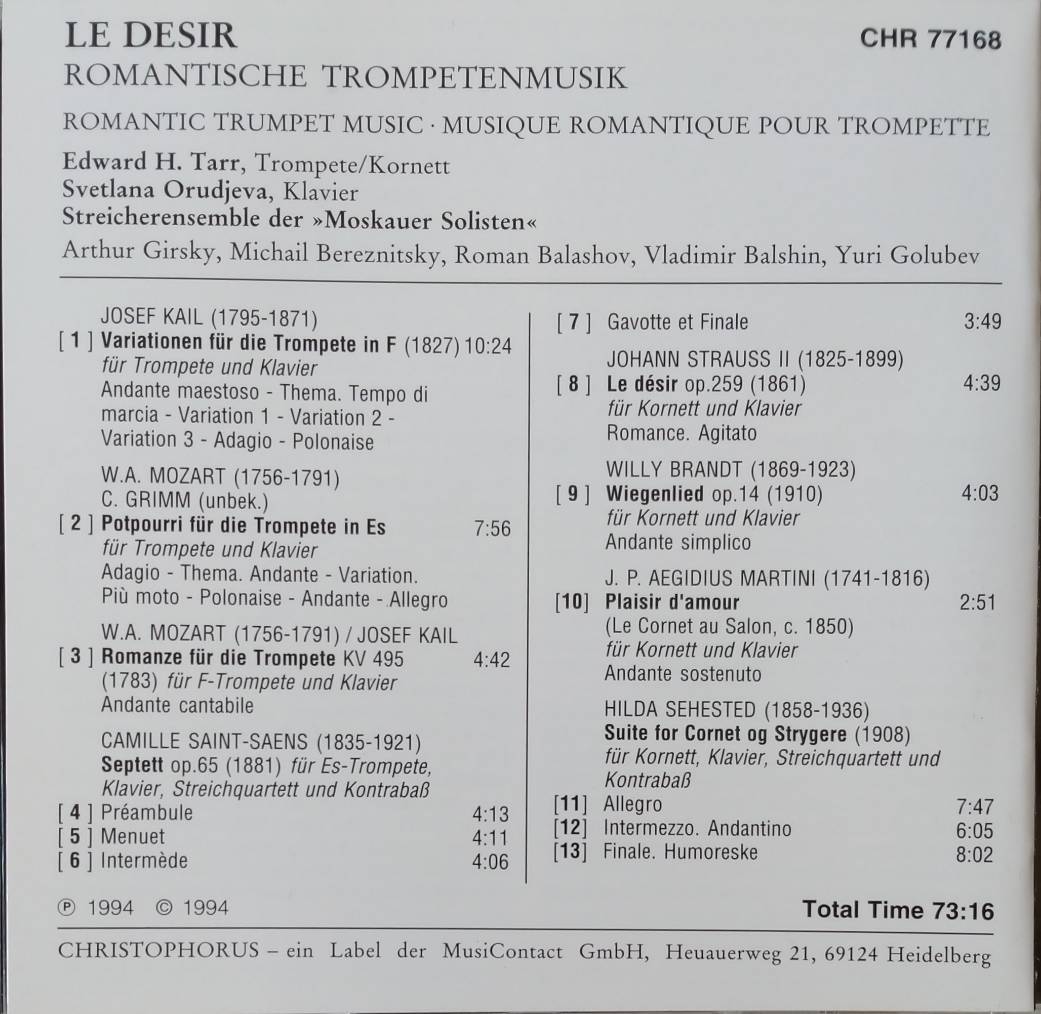 LE DESIR
CHR 77168
ROMANTISCHE TROMPETENMUSIK
ROMANTIC TRUMPET MUSIC · MUSIQUE ROMANTIQUE POUR TROMPETTE
Edward H. Tarr, Trompete/Kornett
Svetlana Orudjeva, Klavier
Streicherensemble der »Moskauer Solisten«
Arthur Girsky, Michail Bereznitsky, Roman Balashov, Vladimir Balshin, Yuri Golubev
JOSEF KAIL (1795-1871)
[ 1 ] Variationen für die Trompete in F (1827) 10:24
für Trompete und Klavier
Andante maestoso - Thema. Tempo di
marcia - Variation 1 - Variation 2 -
Variation 3 - Adagio - Polonaise
W.A. MOZART (1756-1791)
C. GRIMM (unbek.)
[ 2 ] Potpourri für die Trompete in Es 7:56
für Trompete und Klavier
Adagio - Thema. Andante - Variation.
Più moto - Polonaise - Andante - Allegro
W.A. MOZART (1756-1791) / JOSEF KAIL
[ 3 ] Romanze für die Trompete KV 495 4:42
(1783) für F-Trompete und Klavier
Andante cantabile
CAMILLE SAINT-SAENS (1835-1921)
Septett op.65 (1881) für Es-Trompete,
Klavier, Streichquartett und Kontrabaß
[ 4 ] Préambule 4:13
[ 5 ] Menuet 4:11
[ 6 ] Intermède 4:06
[ 7 ] Gavotte et Finale 3:49
JOHANN STRAUSS II (1825-1899)
[ 8 ] Le désir op.259 (1861) 4:39
für Kornett und Klavier
Romance. Agitato
WILLY BRANDT (1869-1923)
[ 9 ] Wiegenlied op.14 (1910) 4:03
für Kornett und Klavier
Andante simplico
J. P. AEGIDIUS MARTINI (1741-1816)
[10] Plaisir d'amour 2:51
(Le Cornet au Salon, c. 1850)
für Kornett und Klavier
Andante sostenuto
HILDA SEHESTED (1858-1936)
Suite for Cornet og Strygere (1908)
für Kornett, Klavier, Streichquartett und
Kontrabaß
[11] Allegro 7:47
[12] Intermezzo. Andantino 6:05
[13] Finale. Humoreske 8:02
℗ 1994 © 1994
Total Time 73:16
CHRISTOPHORUS – ein Label der MusiContact GmbH, Heuauerweg 21, 69124 Heidelberg